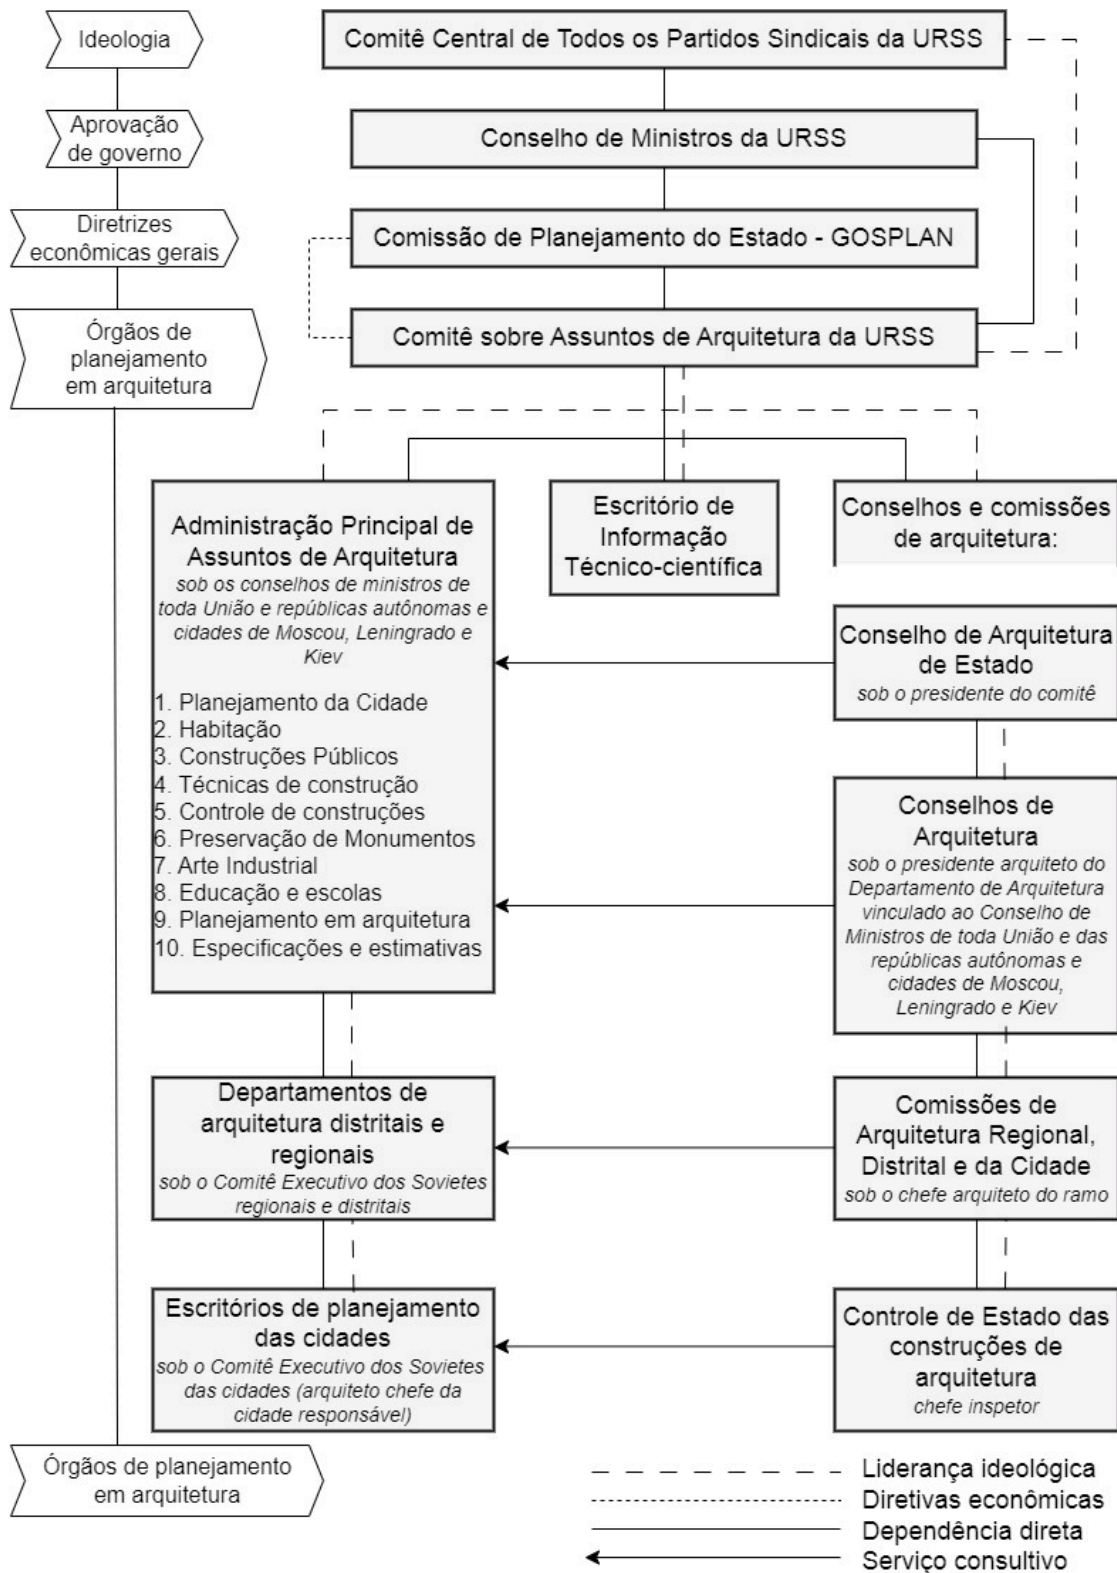 Ideologia
Comitê Central de Todos os Partidos Sindicais da URSS
Aprovação
de governo
Conselho de Ministros da URSS
Diretrizes
econômicas gerais
Comissão de Planejamento do Estado - GOSPLAN
Órgãos de
planejamento
em arquitetura
Comitê sobre Assuntos de Arquitetura da URSS
Administração Principal de
Assuntos de Arquitetura
sob os conselhos de ministros de
toda União e repúblicas autônomas e
cidades de Moscou, Leningrado e
Kiev
1. Planejamento da Cidade
2. Habitação
3. Construções Públicos
4. Técnicas de construção
5. Controle de construções
6. Preservação de Monumentos
7. Arte Industrial
8. Educação e escolas
9. Planejamento em arquitetura
10. Especificações e estimativas
Escritório de
Informação
Técnico-científica
Conselhos e comissões
de arquitetura:
Conselho de Arquitetura
de Estado
sob o presidente do comitê
Conselhos de
Arquitetura
sob o presidente arquiteto do
Departamento de Arquitetura
vinculado ao Conselho de
Ministros de toda União e das
repúblicas autônomas e
cidades de Moscou,
Leningrado e Kiev
Departamentos de
arquitetura distritais e
regionais
sob o Comitê Executivo dos Sovietes
regionais e distritais
Comissões de
Arquitetura Regional,
Distrital e da Cidade
sob o chefe arquiteto do ramo
Escritórios de planejamento
das cidades
sob o Comitê Executivo dos Sovietes
das cidades (arquiteto chefe da
cidade responsável)
Controle de Estado das
construções de
arquitetura
chefe inspetor
Órgãos de planejamento
em arquitetura
Liderança ideológica
Diretivas econômicas
Dependência direta
Serviço consultivo